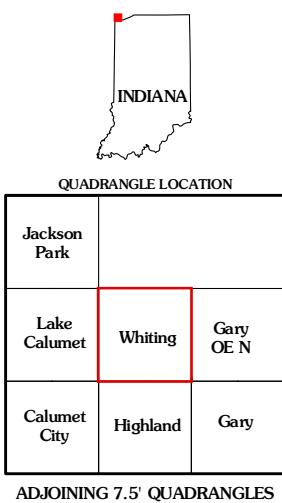 INDIANA
QUADRANGLE LOCATION
Jackson
Park
Lake
Calumet
Whiting
Gary
OE N
Calumet
City
Highland
Gary
ADJOINING 7.5' QUADRANGLES